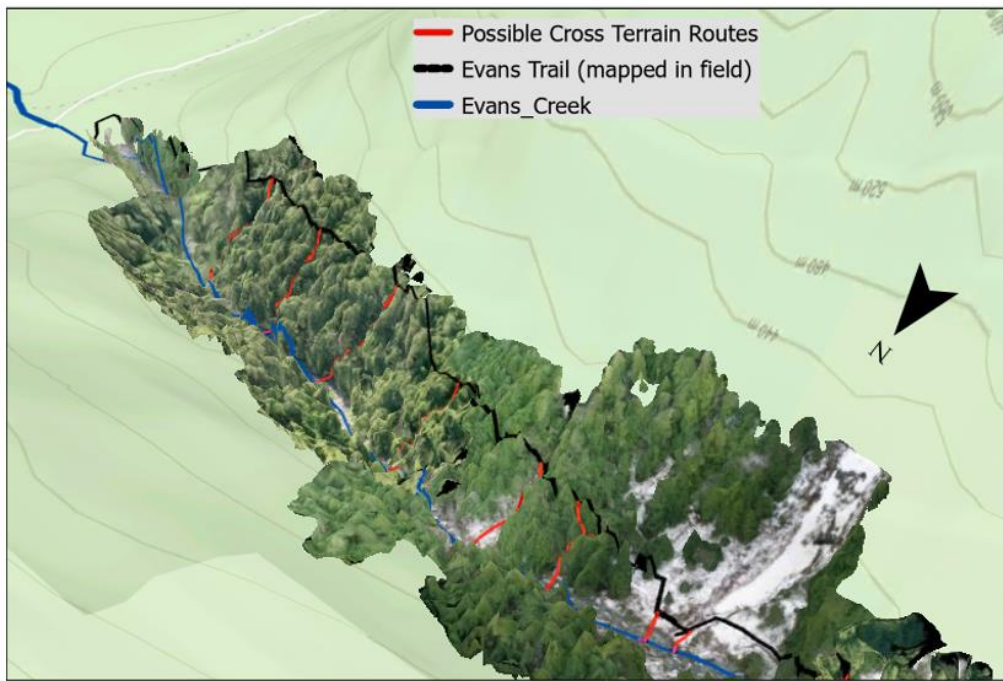 Possible Cross Terrain Routes
Evans Trail (mapped in field)
Evans_Creek
520 m
480 m
440 m
N